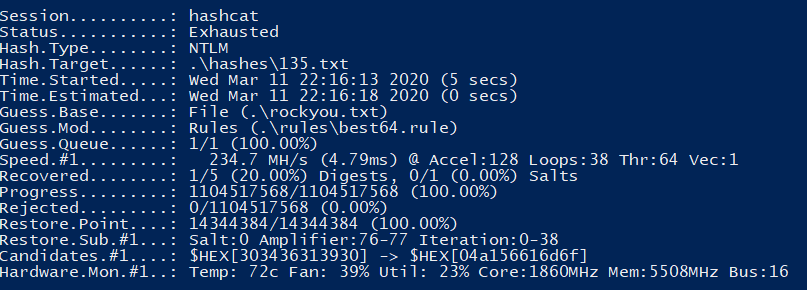 Session..........: hashcat
Status...........: Exhausted
Hash.Type........: NTLM
Hash.Target......: .\hashes\135.txt
Time.Started.....: Wed Mar 11 22:16:13 2020 (5 secs)
Time.Estimated...: Wed Mar 11 22:16:18 2020 (0 secs)
Guess.Base.......: File (.\rockyou.txt)
Guess.Mod........: Rules (.\rules\best64.rule)
Guess.Queue......: 1/1 (100.00%)
Speed.#1.........:   234.7 MH/s (4.79ms) @ Accel:128 Loops:38 Thr:64 Vec:1
Recovered........: 1/5 (20.00%) Digests, 0/1 (0.00%) Salts
Progress.........: 1104517568/1104517568 (100.00%)
Rejected.........: 0/1104517568 (0.00%)
Restore.Point....: 14344384/14344384 (100.00%)
Restore.Sub.#1...: Salt:0 Amplifier:76-77 Iteration:0-38
Candidates.#1....: $HEX[303436313930] -> $HEX[04a156616d6f]
Hardware.Mon.#1..: Temp: 72c Fan: 39% Util: 23% Core:1860MHz Mem:5508MHz Bus:16